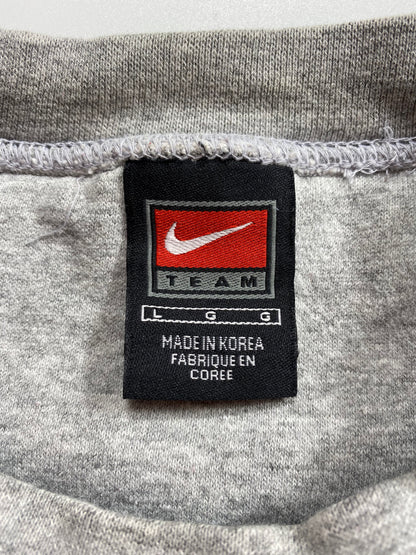 TEAM
L G G
MADE IN KOREA
FABRIQUE EN
COREE